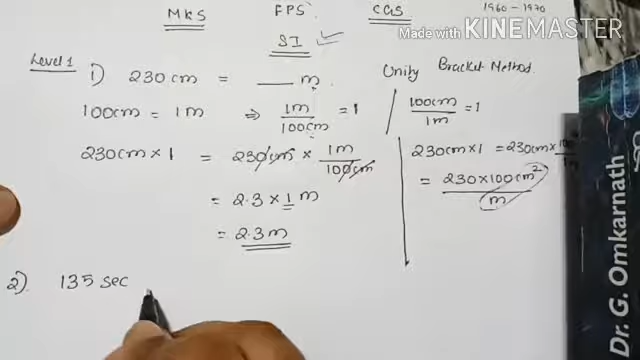 MKS FPS. CGS 1960-1970
SI
Made with KINEMASTER
Level 1
1) 230 cm = ___ m. Unity Bracket Method.
100cm = 1m ⇒ 1m/100cm = 1 / 100cm/1m = 1
230cm × 1 = 230cm × 1m/100cm
230cm × 1 = 230cm ×
= 2.3 × 1 m
= 230 × 100 cm²/m
= 2.3 m
2). 135 sec
Dr. G. Omkarnath